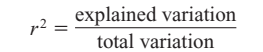 r² = explained variation / total variation